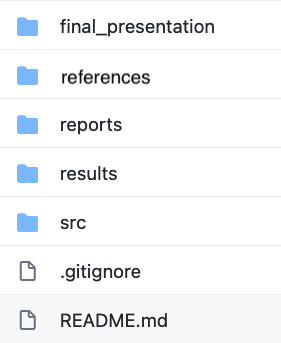 final_presentation
references
reports
results
src
.gitignore
README.md